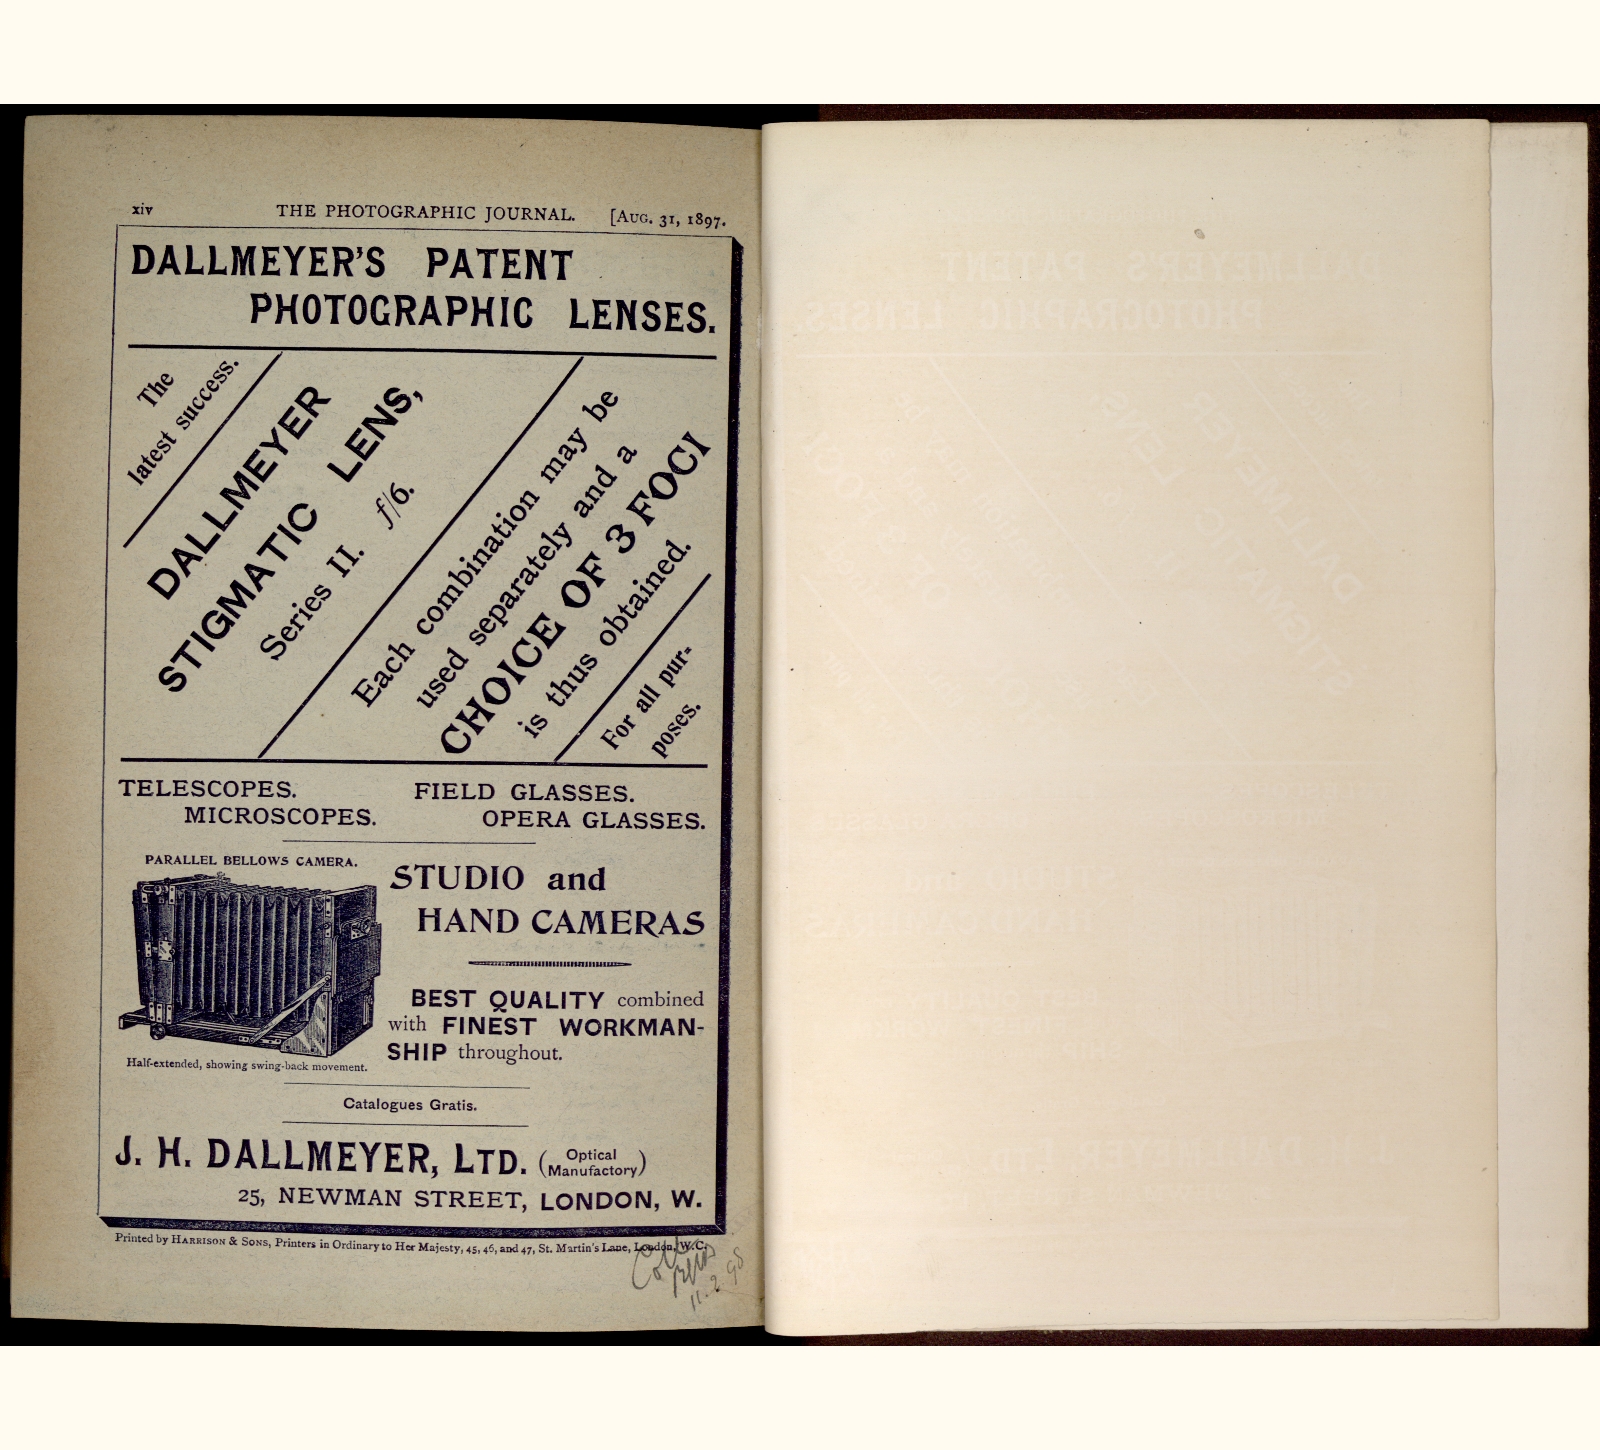 xiv THE PHOTOGRAPHIC JOURNAL. [AUG. 31, 1897.
DALLMEYER'S PATENT
PHOTOGRAPHIC LENSES.
The
latest success.
DALLMEYER
STIGMATIC LENS,
Series II. f/6.
Each combination may be
used separately and a
CHOICE OF 3 FOCI
is thus obtained.
For all pur-
poses.
TELESCOPES. FIELD GLASSES.
MICROSCOPES. OPERA GLASSES.
PARALLEL BELLOWS CAMERA.
Half-extended, showing swing-back movement.
STUDIO and
HAND CAMERAS
BEST QUALITY combined
with FINEST WORKMAN-
SHIP throughout.
Catalogues Gratis.
J. H. DALLMEYER, LTD. (Optical
Manufactory)
25, NEWMAN STREET, LONDON, W.
Printed by HARRISON & SONS, Printers in Ordinary to Her Majesty, 45, 46, and 47, St. Martin's Lane, London, W.C.
11.2.98